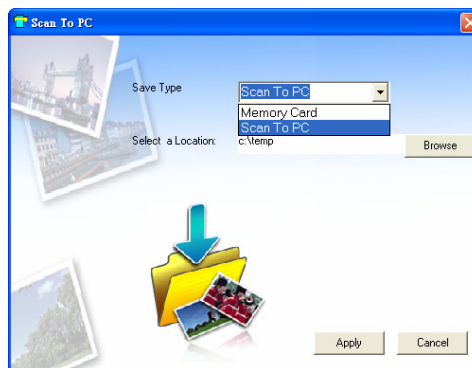 Scan To PC
Save Type
Scan To PC
Memory Card
Scan To PC
Select a Location:
c:\temp
Browse
Apply
Cancel